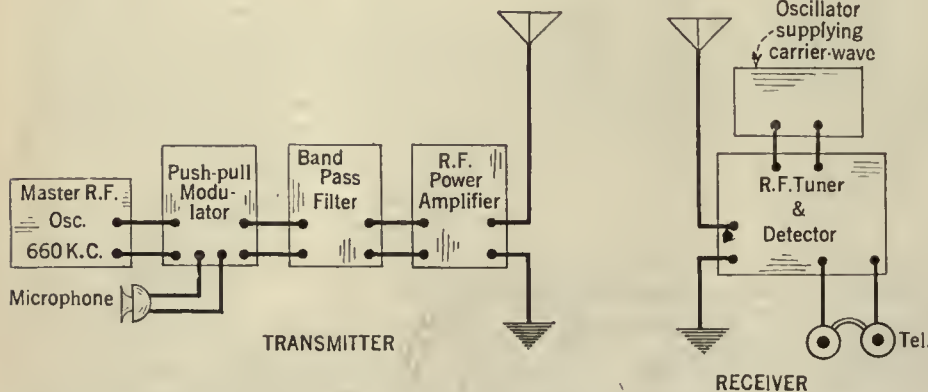 Master R.F.
Osc.
660 K.C.
Microphone
Push-pull
Modu-
lator
Band
Pass
Filter
R.F.
Power
Amplifier
TRANSMITTER
Oscillator
supplying
carrier-wave
R.F. Tuner
&
Detector
Tel.
RECEIVER